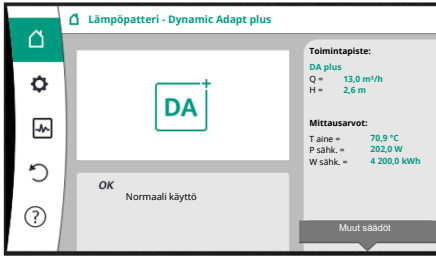 Lämpöpatteri - Dynamic Adapt plus
DA+
OK
Normaali käyttö
Toimintapiste:
DA plus
Q = 13,0 m³/h
H = 2,6 m
Mittausarvot:
T aine = 70,9 °C
P sähk. = 202,0 W
W sähk. = 4 200,0 kWh
Muut säädöt
?